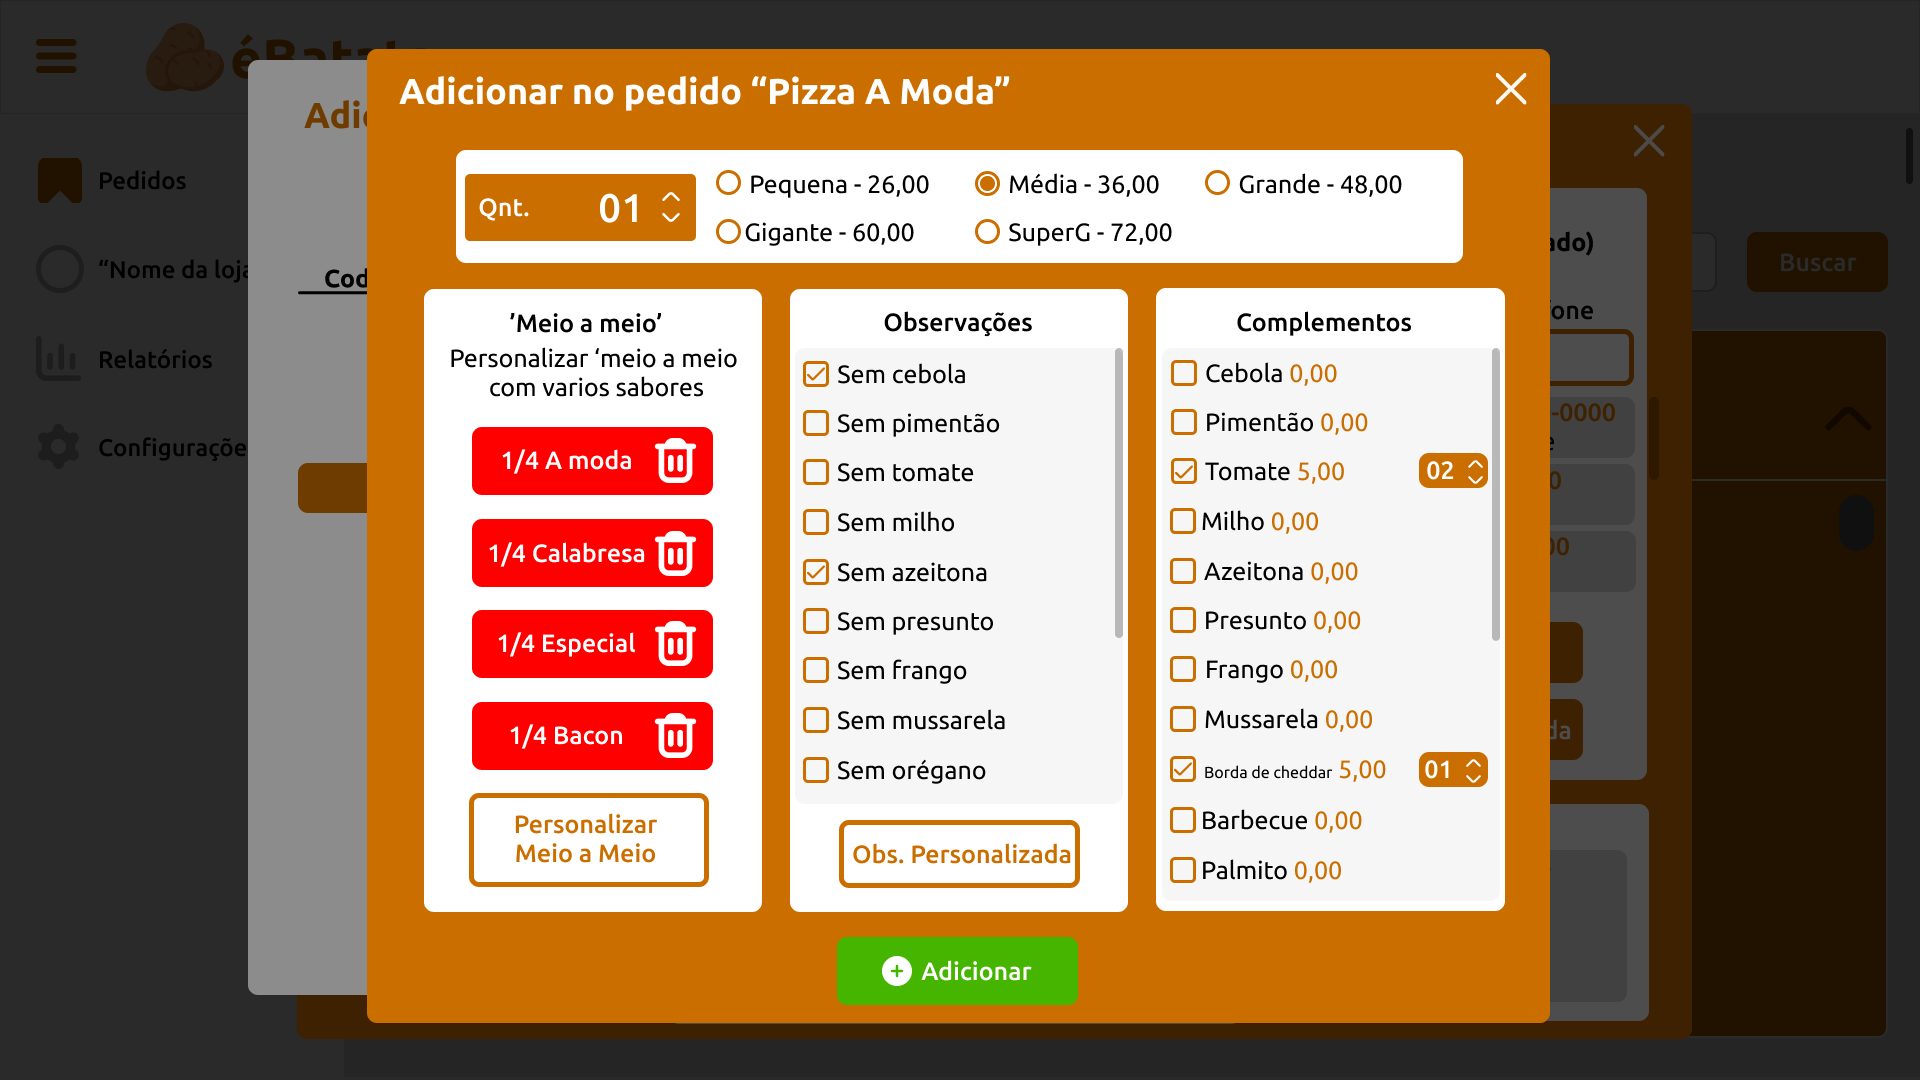 Adicionar no pedido “Pizza A Moda”
Qnt. 01
Pequena - 26,00
Média - 36,00
Grande - 48,00
Gigante - 60,00
SuperG - 72,00
’Meio a meio’
Personalizar ‘meio a meio
com varios sabores
1/4 A moda
1/4 Calabresa
1/4 Especial
1/4 Bacon
Personalizar
Meio a Meio
Observações
Sem cebola
Sem pimentão
Sem tomate
Sem milho
Sem azeitona
Sem presunto
Sem frango
Sem mussarela
Sem orégano
Obs. Personalizada
Complementos
Cebola 0,00
Pimentão 0,00
Tomate 5,00 02
Milho 0,00
Azeitona 0,00
Presunto 0,00
Frango 0,00
Mussarela 0,00
Borda de cheddar 5,00 01
Barbecue 0,00
Palmito 0,00
Adicionar
Pedidos
“Nome da loja
Relatórios
Configurações
Cod
Buscar
-0000